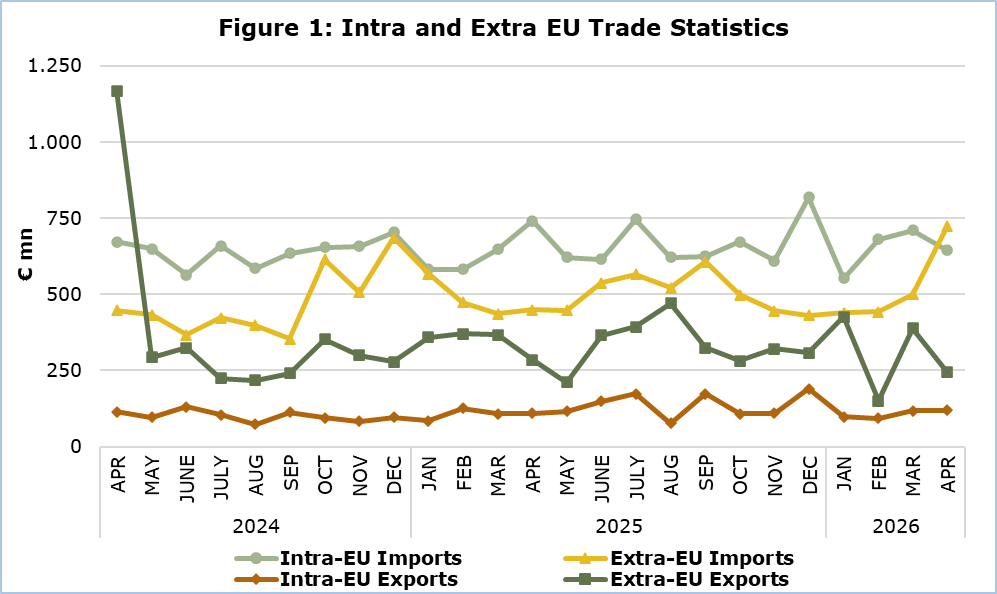 Figure 1: Intra and Extra EU Trade Statistics
1.250
1.000
750
500
250
0
€ mn
APR MAY JUNE JULY AUG SEP OCT NOV DEC JAN FEB MAR APR MAY JUNE JULY AUG SEP OCT NOV DEC JAN FEB MAR APR
2024 2025 2026
Intra-EU Imports Extra-EU Imports
Intra-EU Exports Extra-EU Exports